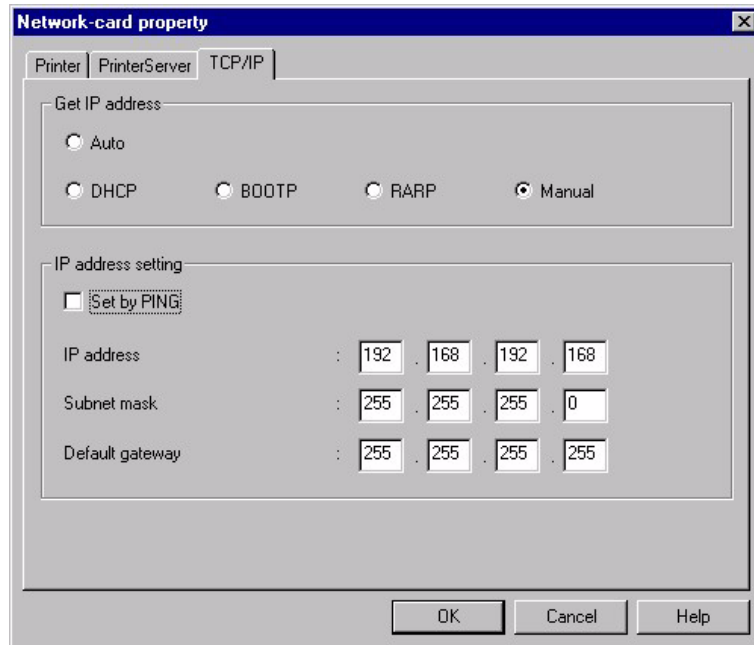 Network-card property
Printer PrinterServer TCP/IP
Get IP address
Auto
DHCP BOOTP RARP Manual
IP address setting
Set by PING
IP address : 192 . 168 . 192 . 168
Subnet mask : 255 . 255 . 255 . 0
Default gateway : 255 . 255 . 255 . 255
OK Cancel Help